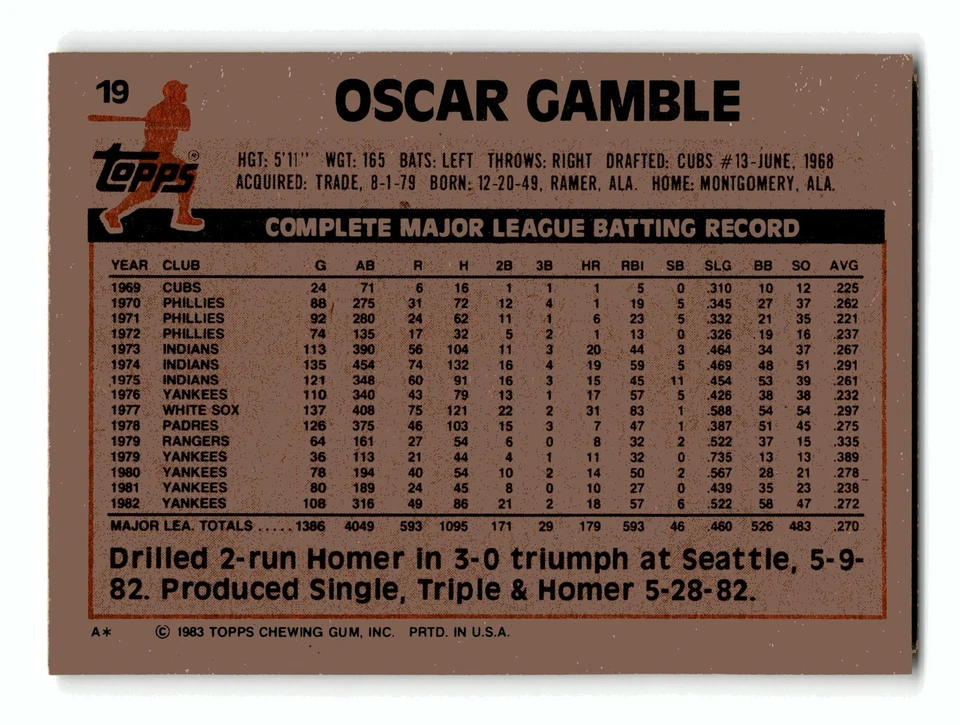 19
OSCAR GAMBLE
topps®
HGT: 5'11" WGT: 165 BATS: LEFT THROWS: RIGHT DRAFTED: CUBS #13-JUNE, 1968
ACQUIRED: TRADE, 8-1-79 BORN: 12-20-49, RAMER, ALA. HOME: MONTGOMERY, ALA.
COMPLETE MAJOR LEAGUE BATTING RECORD
YEAR CLUB G AB R H 2B 3B HR RBI SB SLG BB SO AVG
1969 CUBS 24 71 6 16 1 1 1 5 0 .310 10 12 .225
1970 PHILLIES 88 275 31 72 12 4 1 19 5 .345 27 37 .262
1971 PHILLIES 92 280 24 62 11 1 6 23 5 .332 21 35 .221
1972 PHILLIES 74 135 17 32 5 2 1 13 0 .326 19 16 .237
1973 INDIANS 113 390 56 104 11 3 20 44 3 .464 34 37 .267
1974 INDIANS 135 454 74 132 16 4 19 59 5 .469 48 51 .291
1975 INDIANS 121 348 60 91 16 3 15 45 11 .454 53 39 .261
1976 YANKEES 110 340 43 79 13 1 17 57 5 .426 38 38 .232
1977 WHITE SOX 137 408 75 121 22 2 31 83 1 .588 54 54 .297
1978 PADRES 126 375 46 103 15 3 7 47 1 .387 51 45 .275
1979 RANGERS 64 161 27 54 6 0 8 32 2 .522 37 15 .335
1979 YANKEES 36 113 21 44 4 1 11 32 0 .735 13 13 .389
1980 YANKEES 78 194 40 54 10 2 14 50 2 .567 28 21 .278
1981 YANKEES 80 189 24 45 8 0 10 27 0 .439 35 23 .238
1982 YANKEES 108 316 49 86 21 2 18 57 6 .522 58 47 .272
MAJOR LEA. TOTALS .....1386 4049 593 1095 171 29 179 593 46 .460 526 483 .270
Drilled 2-run Homer in 3-0 triumph at Seattle, 5-9-
82. Produced Single, Triple & Homer 5-28-82.
A* © 1983 TOPPS CHEWING GUM, INC. PRTD. IN U.S.A.